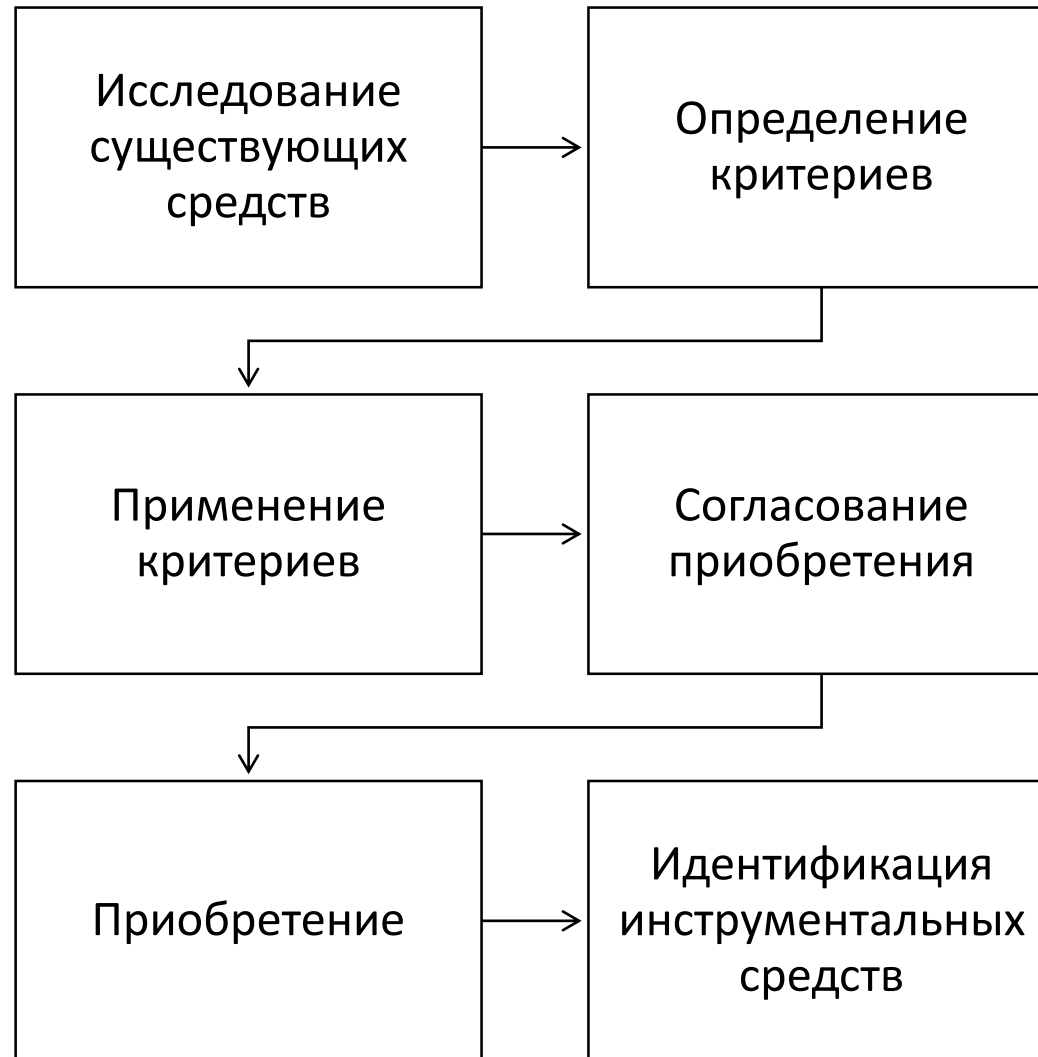 Исследование
существующих
средств
Определение
критериев
Применение
критериев
Согласование
приобретения
Приобретение
Идентификация
инструментальных
средств